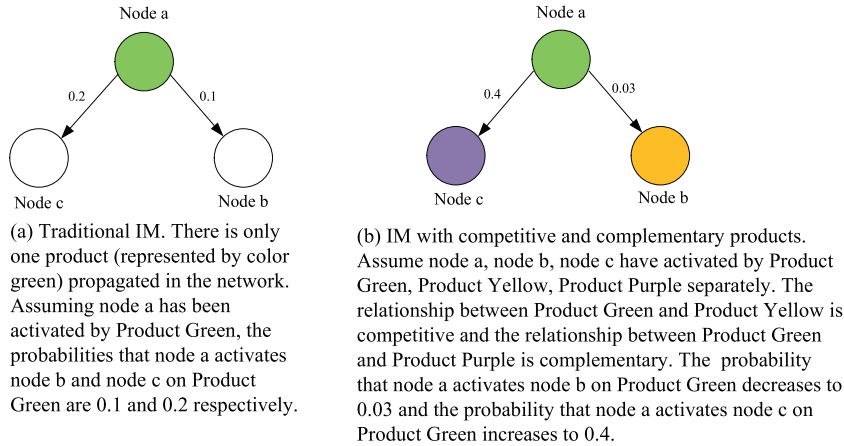 Node a
0.2
0.1
Node c
Node b
(a) Traditional IM. There is only
one product (represented by color
green) propagated in the network.
Assuming node a has been
activated by Product Green, the
probabilities that node a activates
node b and node c on Product
Green are 0.1 and 0.2 respectively.
Node a
0.4
0.03
Node c
Node b
(b) IM with competitive and complementary products.
Assume node a, node b, node c have activated by Product
Green, Product Yellow, Product Purple separately. The
relationship between Product Green and Product Yellow is
competitive and the relationship between Product Green
and Product Purple is complementary. The probability
that node a activates node b on Product Green decreases to
0.03 and the probability that node a activates node c on
Product Green increases to 0.4.